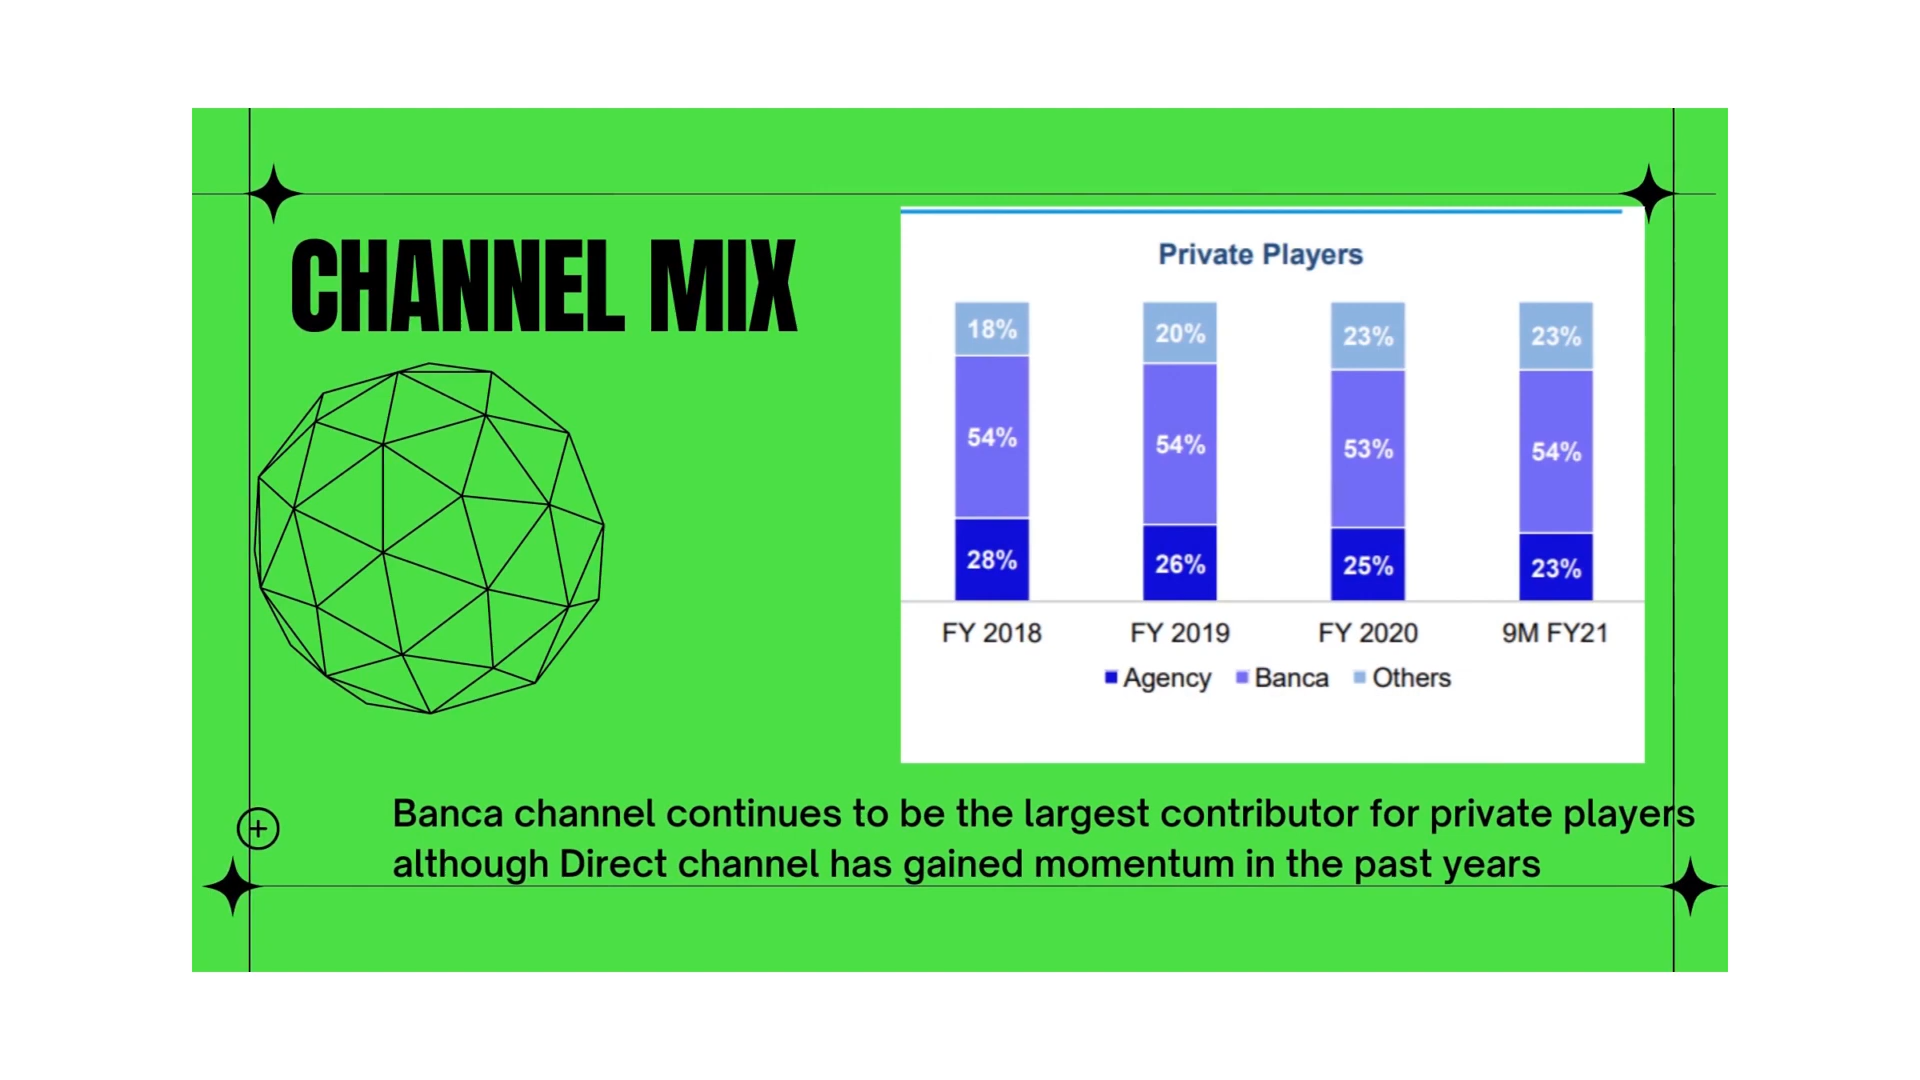 CHANNEL MIX
Private Players
18% 20% 23% 23%
54% 54% 53% 54%
28% 26% 25% 23%
FY 2018 FY 2019 FY 2020 9M FY21
Agency Banca Others
Banca channel continues to be the largest contributor for private players
although Direct channel has gained momentum in the past years